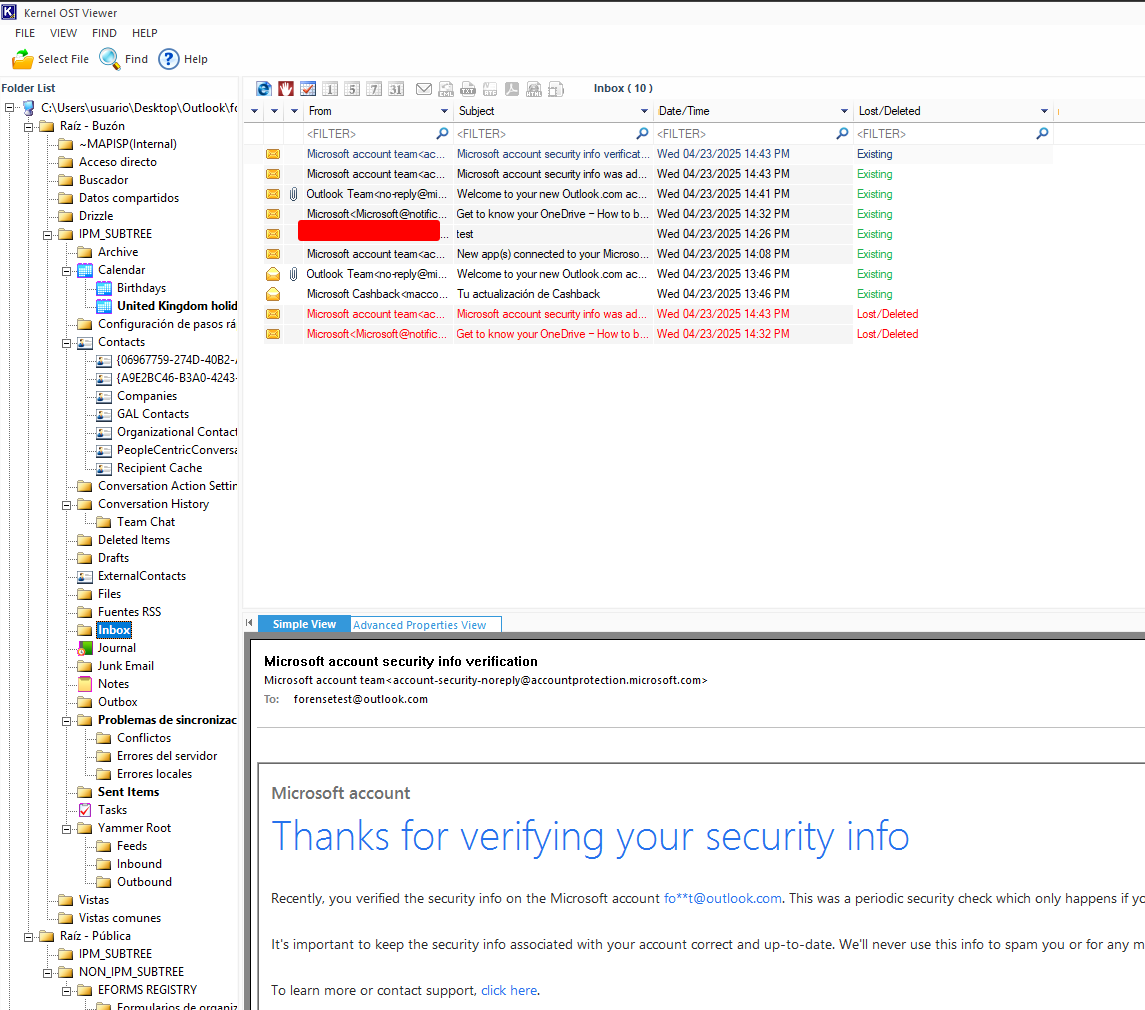 Kernel OST Viewer
FILE VIEW FIND HELP
Select File Find Help
Folder List
C:\Users\usuario\Desktop\Outlook\fo
Raíz - Buzón
~MAPISP(Internal)
Acceso directo
Buscador
Datos compartidos
Drizzle
IPM_SUBTREE
Archive
Calendar
Birthdays
United Kingdom holid
Configuración de pasos rá
Contacts
{06967759-274D-40B2-A
{A9E2BC46-B3A0-4243-
Companies
GAL Contacts
Organizational Contact
PeopleCentricConversa
Recipient Cache
Conversation Action Settin
Conversation History
Team Chat
Deleted Items
Drafts
ExternalContacts
Files
Fuentes RSS
Inbox
Journal
Junk Email
Notes
Outbox
Problemas de sincronizac
Conflictos
Errores del servidor
Errores locales
Sent Items
Tasks
Yammer Root
Feeds
Inbound
Outbound
Vistas
Vistas comunes
Raíz - Pública
IPM_SUBTREE
NON_IPM_SUBTREE
EFORMS REGISTRY
Formularios de organiz
1 5 7 31 Inbox ( 10 )
From Subject Date/Time Lost/Deleted
<FILTER> <FILTER> <FILTER> <FILTER>
Microsoft account team<ac... Microsoft account security info verificat... Wed 04/23/2025 14:43 PM Existing
Microsoft account team<ac... Microsoft account security info was ad... Wed 04/23/2025 14:43 PM Existing
Outlook Team<no-reply@mi... Welcome to your new Outlook.com ac... Wed 04/23/2025 14:41 PM Existing
Microsoft<Microsoft@notific... Get to know your OneDrive – How to b... Wed 04/23/2025 14:32 PM Existing
... test Wed 04/23/2025 14:26 PM Existing
Microsoft account team<ac... New app(s) connected to your Microso... Wed 04/23/2025 14:08 PM Existing
Outlook Team<no-reply@mi... Welcome to your new Outlook.com ac... Wed 04/23/2025 13:46 PM Existing
Microsoft Cashback<macco... Tu actualización de Cashback Wed 04/23/2025 13:46 PM Existing
Microsoft account team<ac... Microsoft account security info was ad... Wed 04/23/2025 14:43 PM Lost/Deleted
Microsoft<Microsoft@notific... Get to know your OneDrive – How to b... Wed 04/23/2025 14:32 PM Lost/Deleted
Simple View Advanced Properties View
Microsoft account security info verification
Microsoft account team<account-security-noreply@accountprotection.microsoft.com>
To: forensetest@outlook.com
Microsoft account
Thanks for verifying your security info
Recently, you verified the security info on the Microsoft account fo**t@outlook.com. This was a periodic security check which only happens if yo
It's important to keep the security info associated with your account correct and up-to-date. We'll never use this info to spam you or for any m
To learn more or contact support, click here.